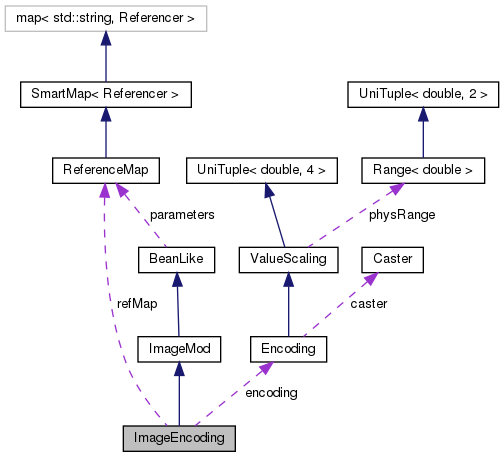 map< std::string, Referencer >
SmartMap< Referencer >
UniTuple< double, 2 >
ReferenceMap
UniTuple< double, 4 >
Range< double >
parameters
physRange
BeanLike
ValueScaling
Caster
refMap
caster
ImageMod
Encoding
encoding
ImageEncoding